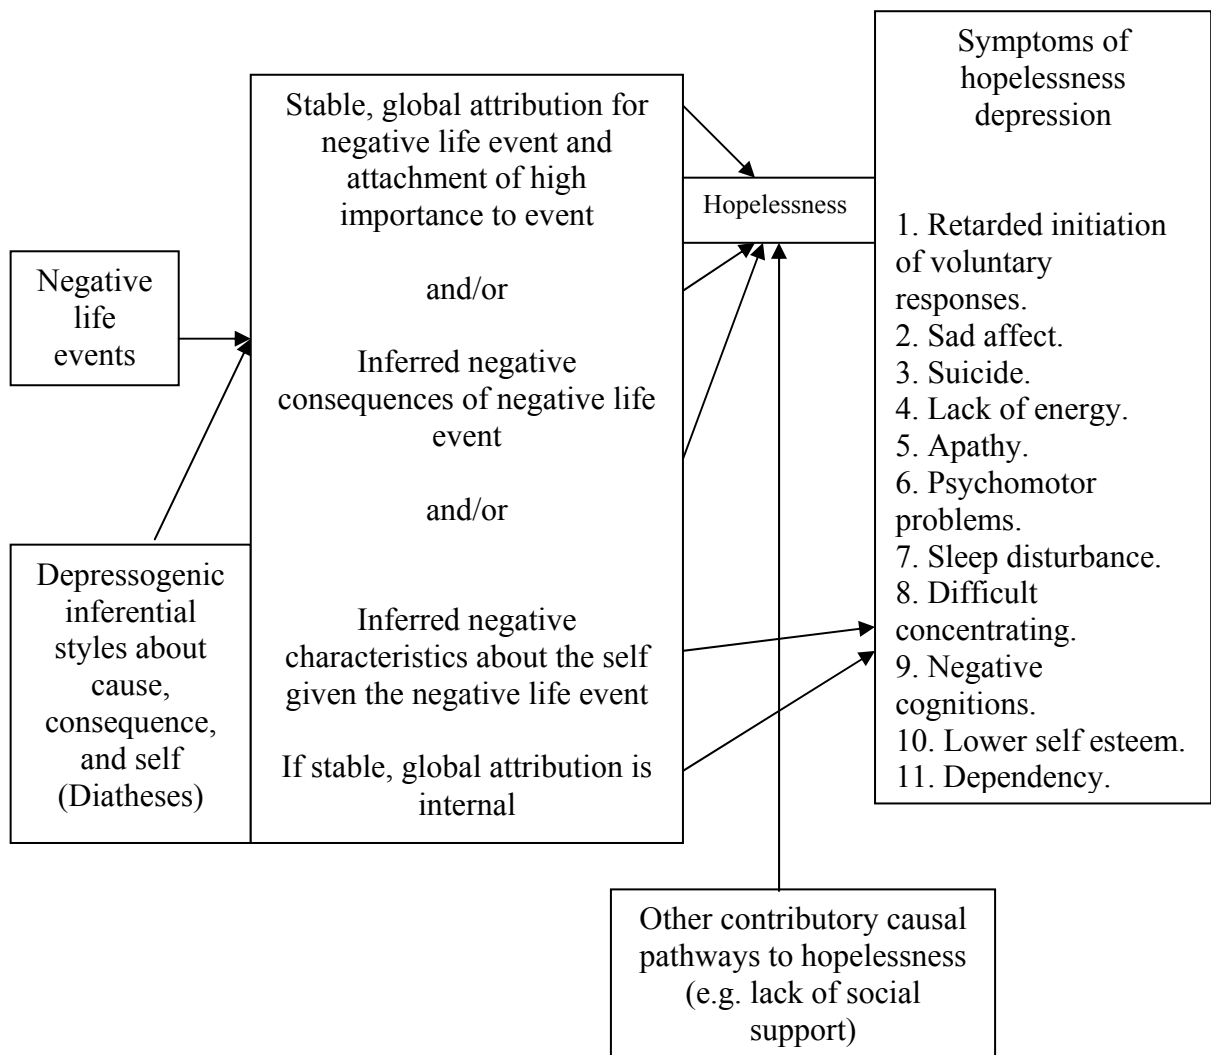 Negative
life
events
Depressogenic
inferential
styles about
cause,
consequence,
and self
(Diatheses)
Stable, global attribution for
negative life event and
attachment of high
importance to event
and/or
Inferred negative
consequences of negative life
event
and/or
Inferred negative
characteristics about the self
given the negative life event
If stable, global attribution is
internal
Hopelessness
Symptoms of
hopelessness
depression
1. Retarded initiation
of voluntary
responses.
2. Sad affect.
3. Suicide.
4. Lack of energy.
5. Apathy.
6. Psychomotor
problems.
7. Sleep disturbance.
8. Difficult
concentrating.
9. Negative
cognitions.
10. Lower self esteem.
11. Dependency.
Other contributory causal
pathways to hopelessness
(e.g. lack of social
support)